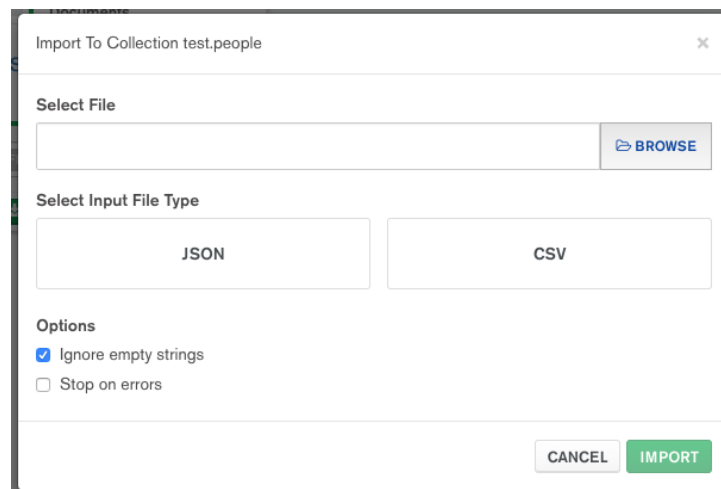 Documents
Import To Collection test.people
×
Select File
BROWSE
Select Input File Type
JSON
CSV
Options
Ignore empty strings
Stop on errors
CANCEL
IMPORT